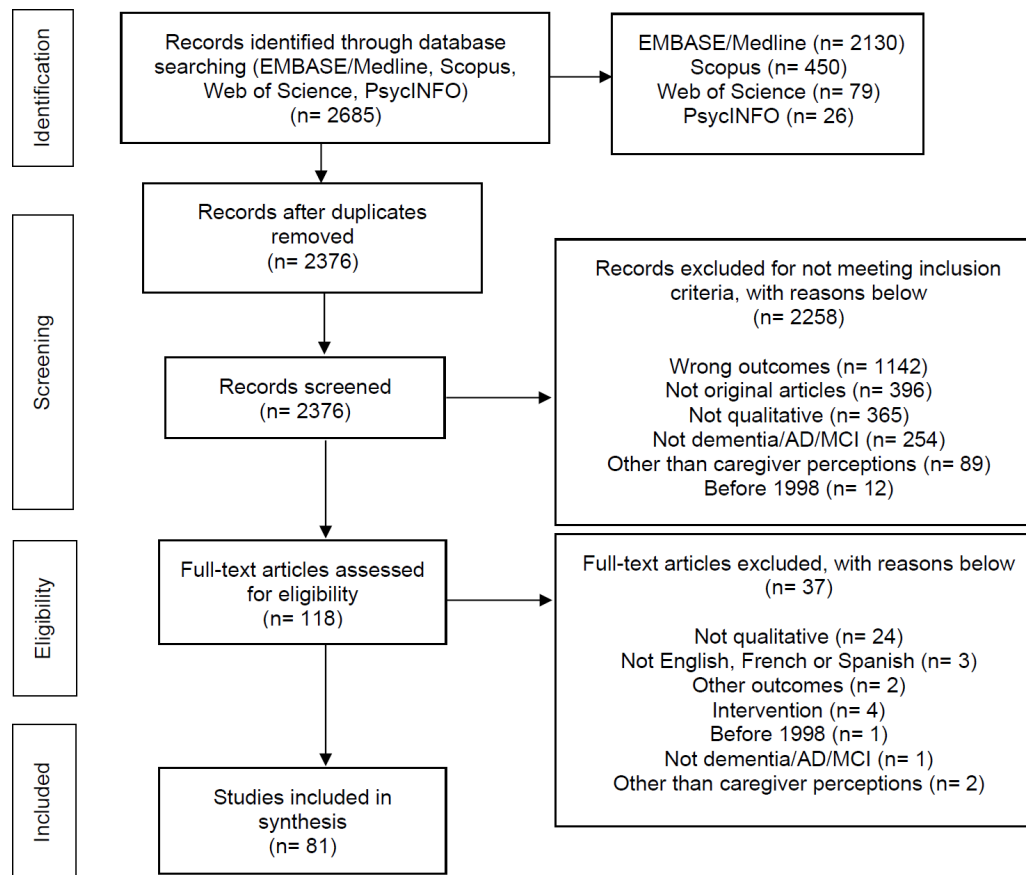 Identification
Records identified through database
searching (EMBASE/Medline, Scopus,
Web of Science, PsycINFO)
(n= 2685)
EMBASE/Medline (n= 2130)
Scopus (n= 450)
Web of Science (n= 79)
PsycINFO (n= 26)
Screening
Records after duplicates
removed
(n= 2376)
Records screened
(n= 2376)
Records excluded for not meeting inclusion
criteria, with reasons below
(n= 2258)
Wrong outcomes (n= 1142)
Not original articles (n= 396)
Not qualitative (n= 365)
Not dementia/AD/MCI (n= 254)
Other than caregiver perceptions (n= 89)
Before 1998 (n= 12)
Eligibility
Full-text articles assessed
for eligibility
(n= 118)
Full-text articles excluded, with reasons below
(n= 37)
Not qualitative (n= 24)
Not English, French or Spanish (n= 3)
Other outcomes (n= 2)
Intervention (n= 4)
Before 1998 (n= 1)
Not dementia/AD/MCI (n= 1)
Other than caregiver perceptions (n= 2)
Included
Studies included in
synthesis
(n= 81)